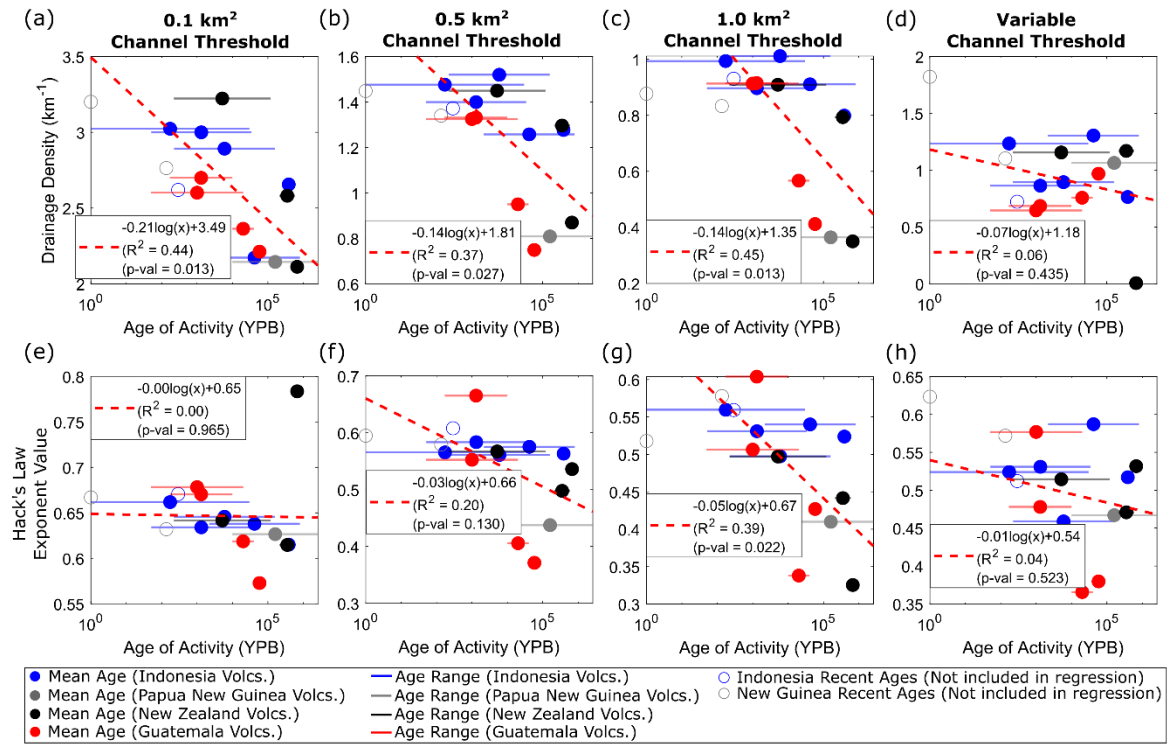 (a) 0.1 km²
Channel Threshold
(b) 0.5 km²
Channel Threshold
(c) 1.0 km²
Channel Threshold
(d) Variable
Channel Threshold
Drainage Density (km⁻¹)
3.5
3
2.5
2
-0.21log(x)+3.49
(R² = 0.44)
(p-val = 0.013)
10⁰ 10⁵
Age of Activity (YPB)
1.6
1.4
1.2
1
0.8
0.6
-0.14log(x)+1.81
(R² = 0.37)
(p-val = 0.027)
10⁰ 10⁵
Age of Activity (YPB)
1
0.8
0.6
0.4
0.2
-0.14log(x)+1.35
(R² = 0.45)
(p-val = 0.013)
10⁰ 10⁵
Age of Activity (YPB)
2
1.5
1
0.5
0
-0.07log(x)+1.18
(R² = 0.06)
(p-val = 0.435)
10⁰ 10⁵
Age of Activity (YPB)
(e)
Hack's Law
Exponent Value
0.8
0.75
0.7
0.65
0.6
0.55
-0.00log(x)+0.65
(R² = 0.00)
(p-val = 0.965)
10⁰ 10⁵
Age of Activity (YPB)
(f)
0.7
0.6
0.5
0.4
0.3
-0.03log(x)+0.66
(R² = 0.20)
(p-val = 0.130)
10⁰ 10⁵
Age of Activity (YPB)
(g)
0.6
0.55
0.5
0.45
0.4
0.35
0.3
-0.05log(x)+0.67
(R² = 0.39)
(p-val = 0.022)
10⁰ 10⁵
Age of Activity (YPB)
(h)
0.65
0.6
0.55
0.5
0.45
0.4
0.35
-0.01log(x)+0.54
(R² = 0.04)
(p-val = 0.523)
10⁰ 10⁵
Age of Activity (YPB)
Mean Age (Indonesia Volcs.)
Mean Age (Papua New Guinea Volcs.)
Mean Age (New Zealand Volcs.)
Mean Age (Guatemala Volcs.)
Age Range (Indonesia Volcs.)
Age Range (Papua New Guinea Volcs.)
Age Range (New Zealand Volcs.)
Age Range (Guatemala Volcs.)
Indonesia Recent Ages (Not included in regression)
New Guinea Recent Ages (Not included in regression)